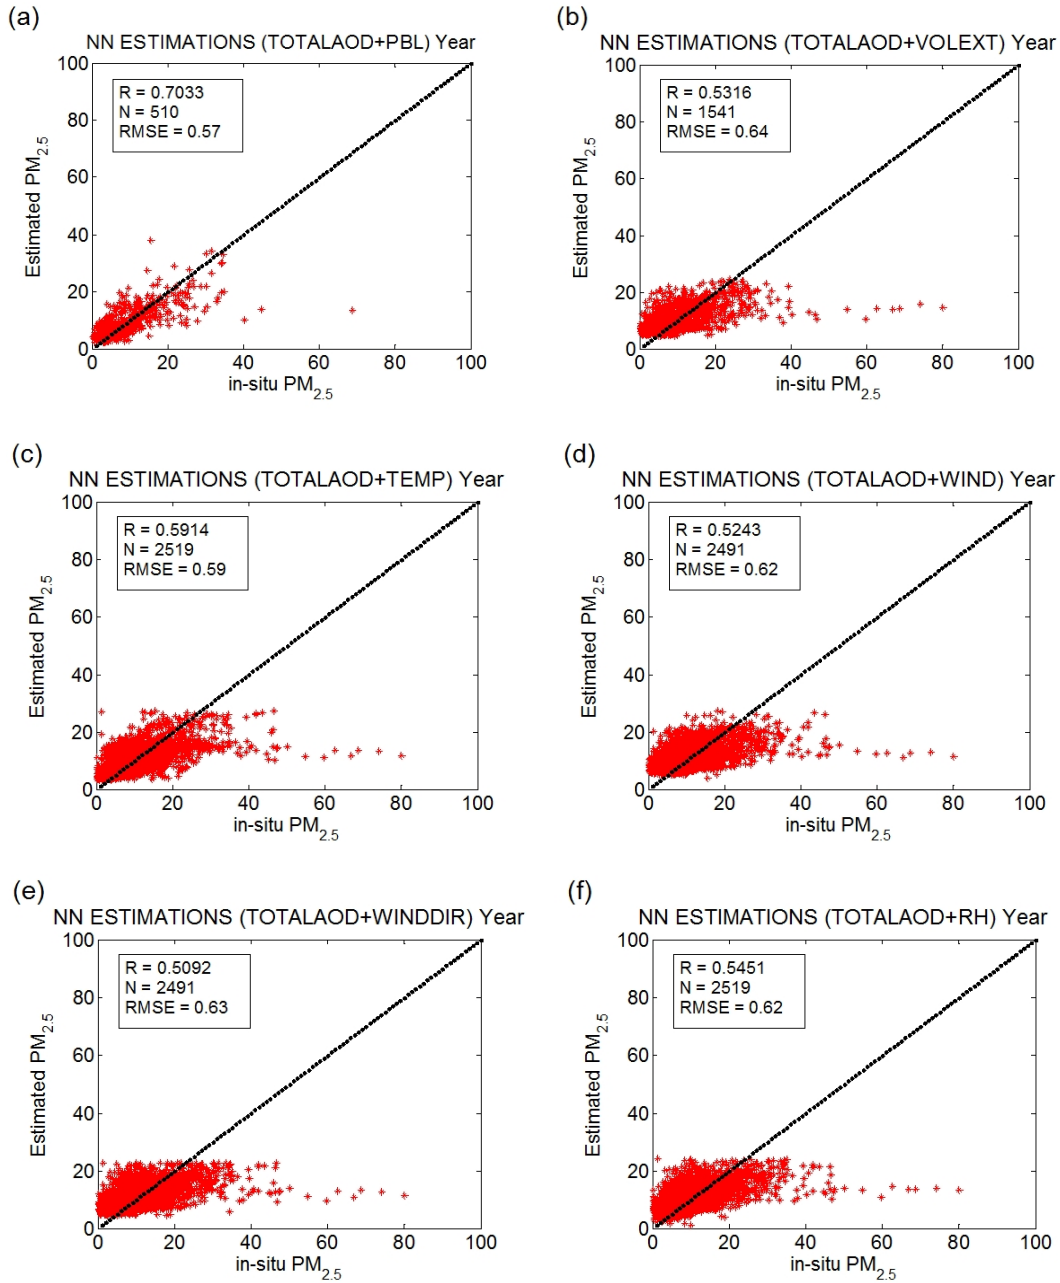 (a)
NN ESTIMATIONS (TOTALAOD+PBL) Year
R = 0.7033
N = 510
RMSE = 0.57
Estimated PM2.5
100
80
60
40
20
0
0 20 40 60 80 100
in-situ PM2.5
(b)
NN ESTIMATIONS (TOTALAOD+VOLEXT) Year
R = 0.5316
N = 1541
RMSE = 0.64
Estimated PM2.5
100
80
60
40
20
0
0 20 40 60 80 100
in-situ PM2.5
(c)
NN ESTIMATIONS (TOTALAOD+TEMP) Year
R = 0.5914
N = 2519
RMSE = 0.59
Estimated PM2.5
100
80
60
40
20
0
0 20 40 60 80 100
in-situ PM2.5
(d)
NN ESTIMATIONS (TOTALAOD+WIND) Year
R = 0.5243
N = 2491
RMSE = 0.62
Estimated PM2.5
100
80
60
40
20
0
0 20 40 60 80 100
in-situ PM2.5
(e)
NN ESTIMATIONS (TOTALAOD+WINDDIR) Year
R = 0.5092
N = 2491
RMSE = 0.63
Estimated PM2.5
100
80
60
40
20
0
0 20 40 60 80 100
in-situ PM2.5
(f)
NN ESTIMATIONS (TOTALAOD+RH) Year
R = 0.5451
N = 2519
RMSE = 0.62
Estimated PM2.5
100
80
60
40
20
0
0 20 40 60 80 100
in-situ PM2.5